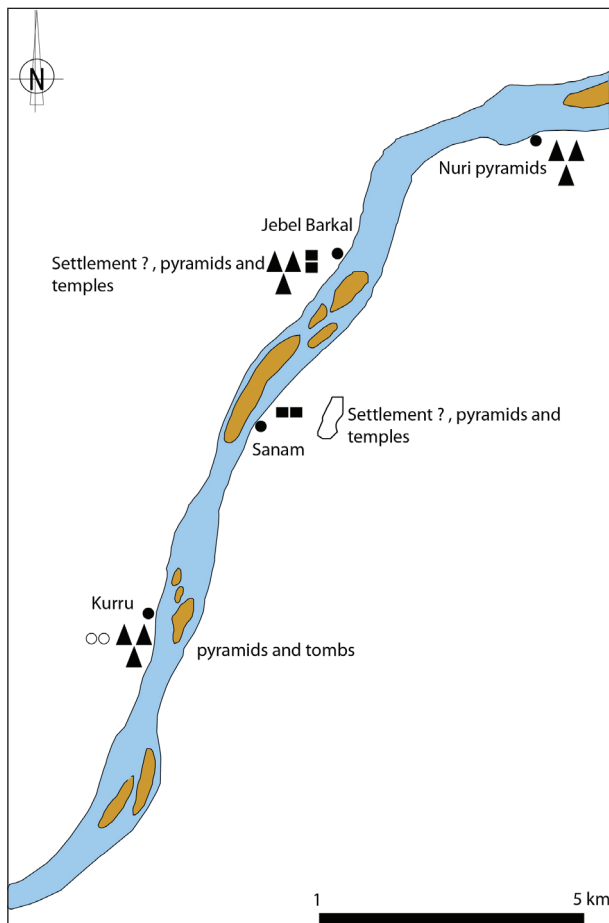 N
Nuri pyramids
Jebel Barkal
Settlement ? , pyramids and
temples
Settlement ? , pyramids and
temples
Sanam
Kurru
pyramids and tombs
1
5 km